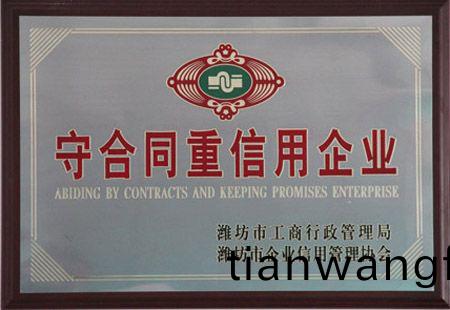 守合同重信用企业
ABIDING BY CONTRACTS AND KEEPING PROMISES ENTERPRISE
潍坊市工商行政管理局
潍坊市企业信用管理协会
tianwangf